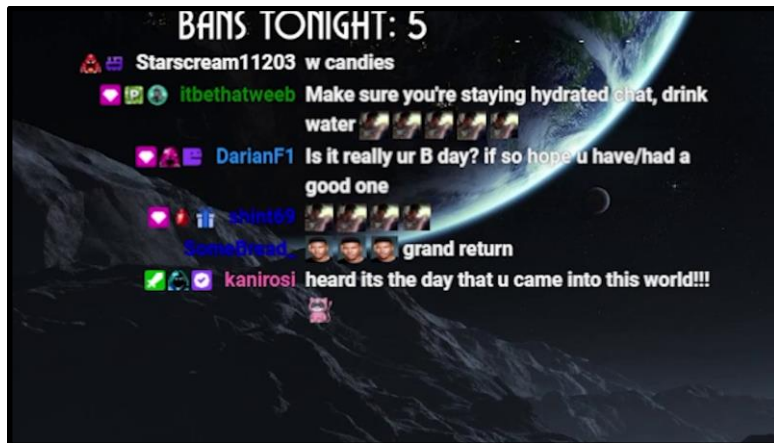 BANS TONIGHT: 5
Starscream11203 w candies
itbethatweeb Make sure you're staying hydrated chat, drink
water
DarianF1 Is it really ur B day? if so hope u have/had a
good one
shint69
SomeBread_ grand return
kanirosi heard its the day that u came into this world!!!